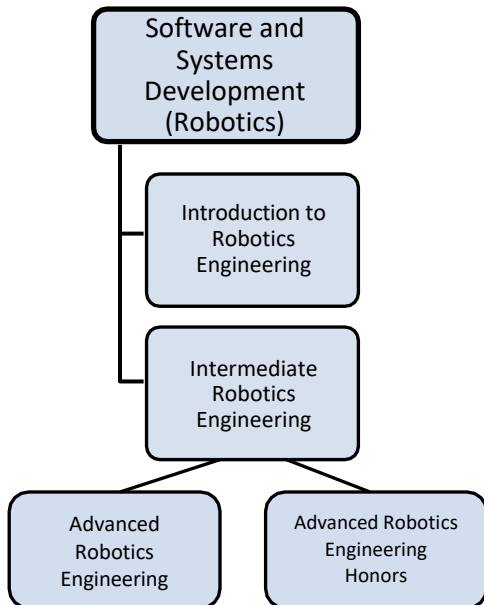 Software and
Systems
Development
(Robotics)
Introduction to
Robotics
Engineering
Intermediate
Robotics
Engineering
Advanced
Robotics
Engineering
Advanced Robotics
Engineering
Honors